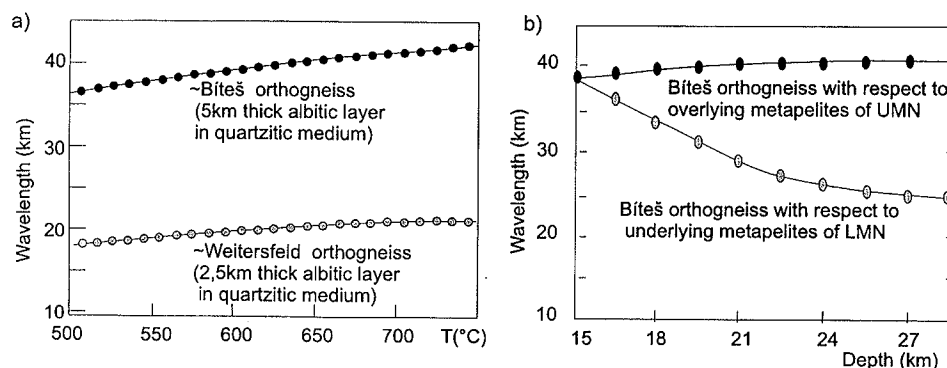 a)
40
30
20
10
Wavelength (km)
~Bíteš orthogneiss
(5km thick albitic layer
in quartzitic medium)
~Weitersfeld orthogneiss
(2,5km thick albitic layer
in quartzitic medium)
500
550
600
650
700
T(°C)
b)
40
30
20
10
Wavelength (km)
Bíteš orthogneiss with respect to
overlying metapelites of UMN
Bíteš orthogneiss with respect to
underlying metapelites of LMN
15
18
21
24
27
Depth (km)